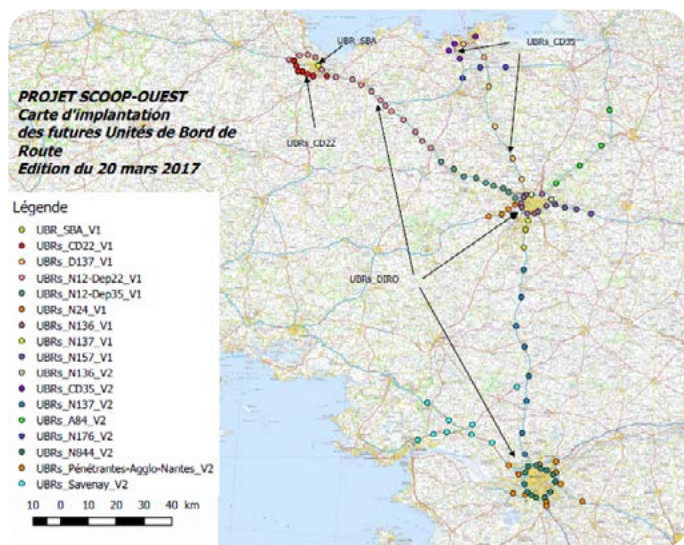 UBR_SBA
UBRs_CD35
PROJET SCOOP-OUEST
Carte d'implantation
des futures Unités de Bord de
Route
Edition du 20 mars 2017
UBRs_CD22
Légende
UBR_SBA_V1
UBRs_CD22_V1
UBRs_D137_V1
UBRs_N12-Dep22_V1
UBRs_N12-Dep35_V1
UBRs_N24_V1
UBRs_N136_V1
UBRs_N137_V1
UBRs_N157_V1
UBRs_N136_V2
UBRs_CD35_V2
UBRs_N137_V2
UBRs_A84_V2
UBRs_N176_V2
UBRs_N844_V2
UBRs_Pénétrantes-Agglo-Nantes_V2
UBRs_Savenay_V2
UBRs_DIRO
10 0 10 20 30 40 km